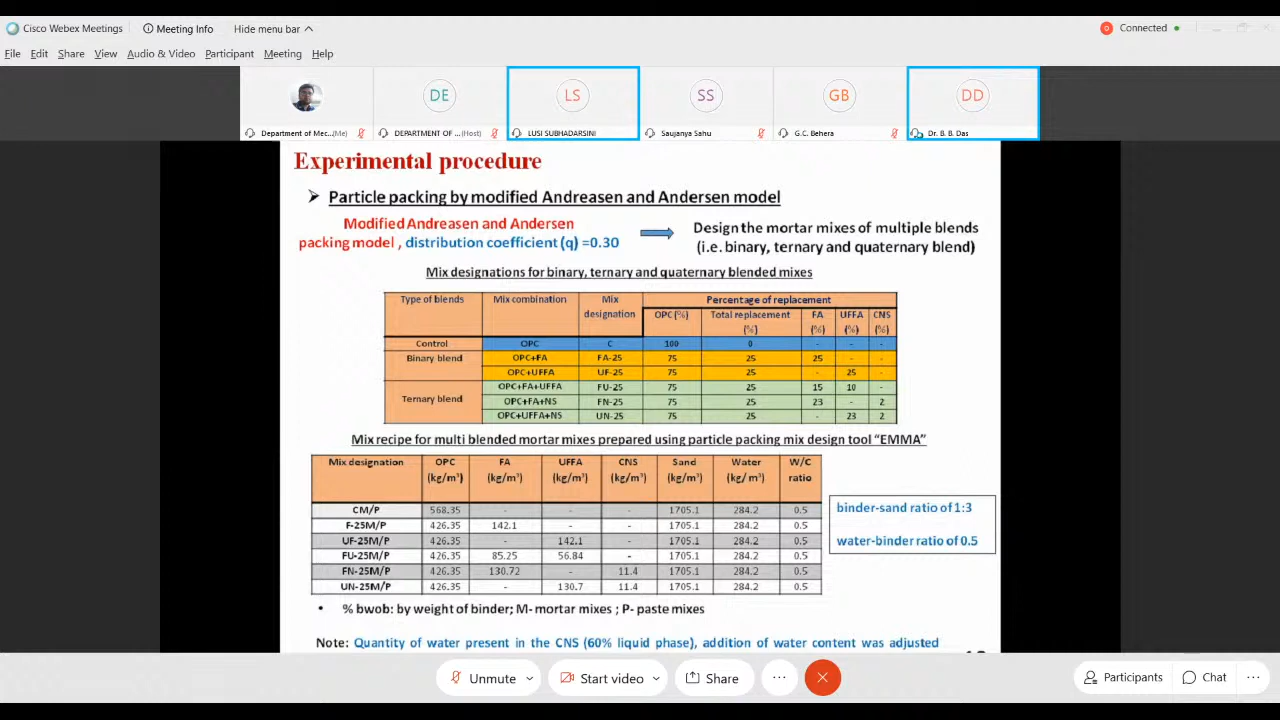 Cisco Webex Meetings Meeting Info Hide menu bar Connected
File Edit Share View Audio & Video Participant Meeting Help
DE LS SS GB DD
Department of Mec... (Me) DEPARTMENT OF ... (Host) LUSI SUBHADARSINI Saujanya Sahu G.C. Behera Dr. B. B. Das
Experimental procedure
➢ Particle packing by modified Andreasen and Andersen model
Modified Andreasen and Andersen
packing model , distribution coefficient (q) =0.30
Design the mortar mixes of multiple blends
(i.e. binary, ternary and quaternary blend)
Mix designations for binary, ternary and quaternary blended mixes
Type of blends Mix combination Mix designation Percentage of replacement
OPC (%) Total replacement (%) FA (%) UFFA (%) CNS (%)
Control OPC C 100 0 - - -
Binary blend OPC+FA FA-25 75 25 25 - -
OPC+UFFA UF-25 75 25 - 25 -
Ternary blend OPC+FA+UFFA FU-25 75 25 15 10 -
OPC+FA+NS FN-25 75 25 23 - 2
OPC+UFFA+NS UN-25 75 25 - 23 2
Mix recipe for multi blended mortar mixes prepared using particle packing mix design tool “EMMA”
Mix designation OPC (kg/m³) FA (kg/m³) UFFA (kg/m³) CNS (kg/m³) Sand (kg/m³) Water (kg/ m³) W/C ratio
CM/P 568.35 - - - 1705.1 284.2 0.5
F-25M/P 426.35 142.1 - - 1705.1 284.2 0.5
UF-25M/P 426.35 - 142.1 - 1705.1 284.2 0.5
FU-25M/P 426.35 85.25 56.84 - 1705.1 284.2 0.5
FN-25M/P 426.35 130.72 - 11.4 1705.1 284.2 0.5
UN-25M/P 426.35 - 130.7 11.4 1705.1 284.2 0.5
binder-sand ratio of 1:3
water-binder ratio of 0.5
• % bwob: by weight of binder; M- mortar mixes ; P- paste mixes
Note: Quantity of water present in the CNS (60% liquid phase), addition of water content was adjusted
Unmute Start video Share ... Participants Chat ...